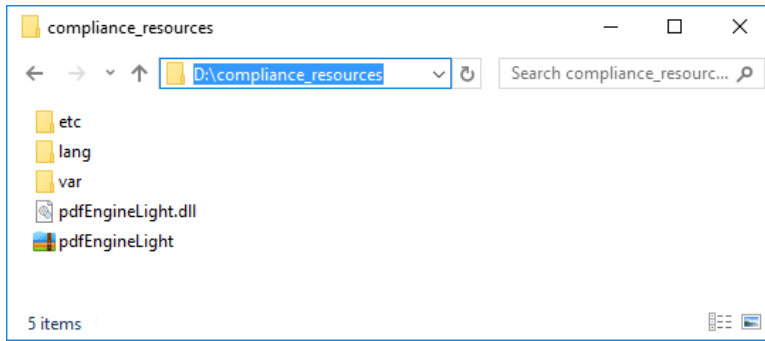 compliance_resources
D:\compliance_resources
Search compliance_resourc...
etc
lang
var
pdfEngineLight.dll
pdfEngineLight
5 items